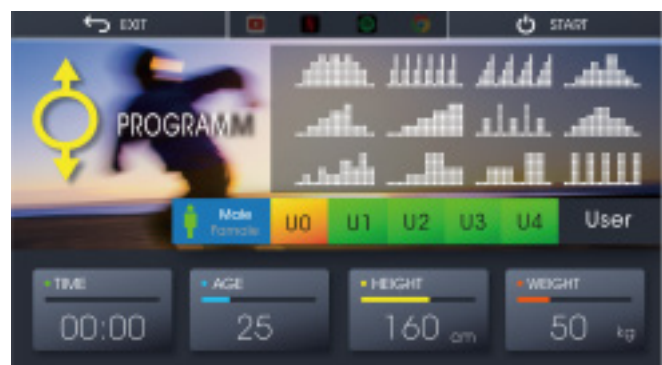 EXIT
START
PROGRAMM
Male
Female
U0 U1 U2 U3 U4 User
TIME AGE HEIGHT WEIGHT
00:00 25 160 cm 50 kg